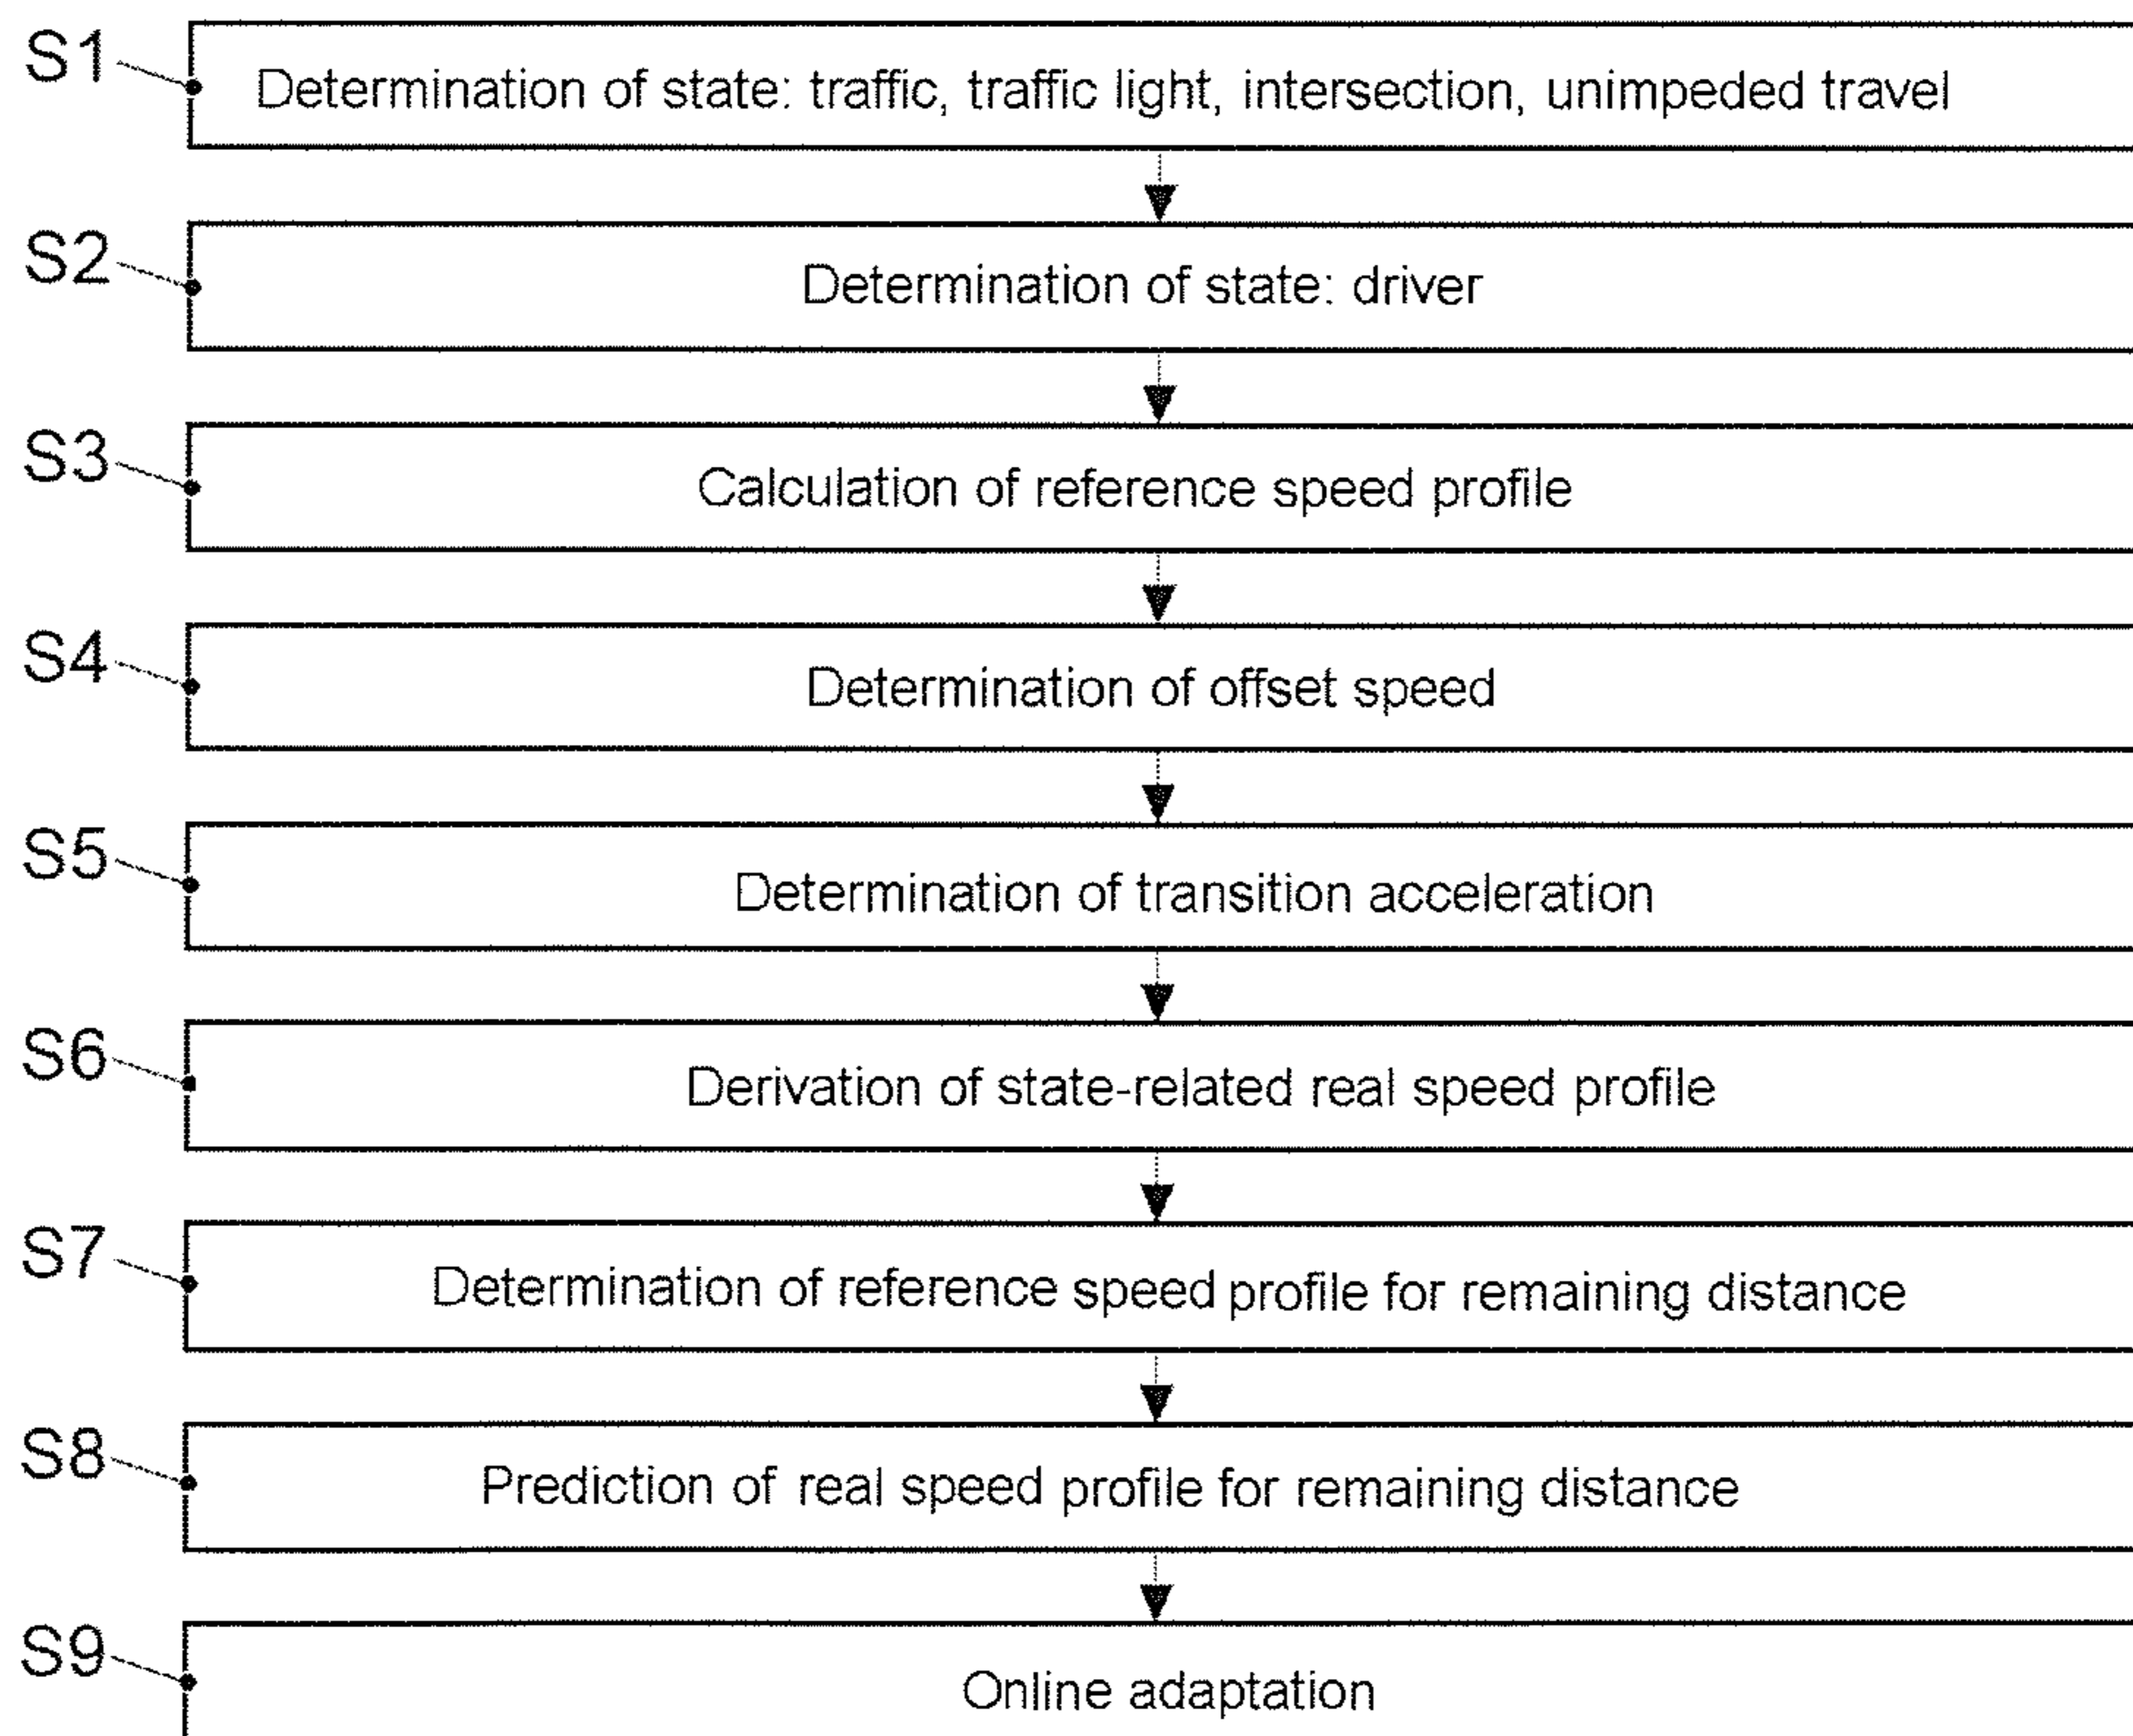 S1
Determination of state: traffic, traffic light, intersection, unimpeded travel
S2
Determination of state: driver
S3
Calculation of reference speed profile
S4
Determination of offset speed
S5
Determination of transition acceleration
S6
Derivation of state-related real speed profile
S7
Determination of reference speed profile for remaining distance
S8
Prediction of real speed profile for remaining distance
S9
Online adaptation